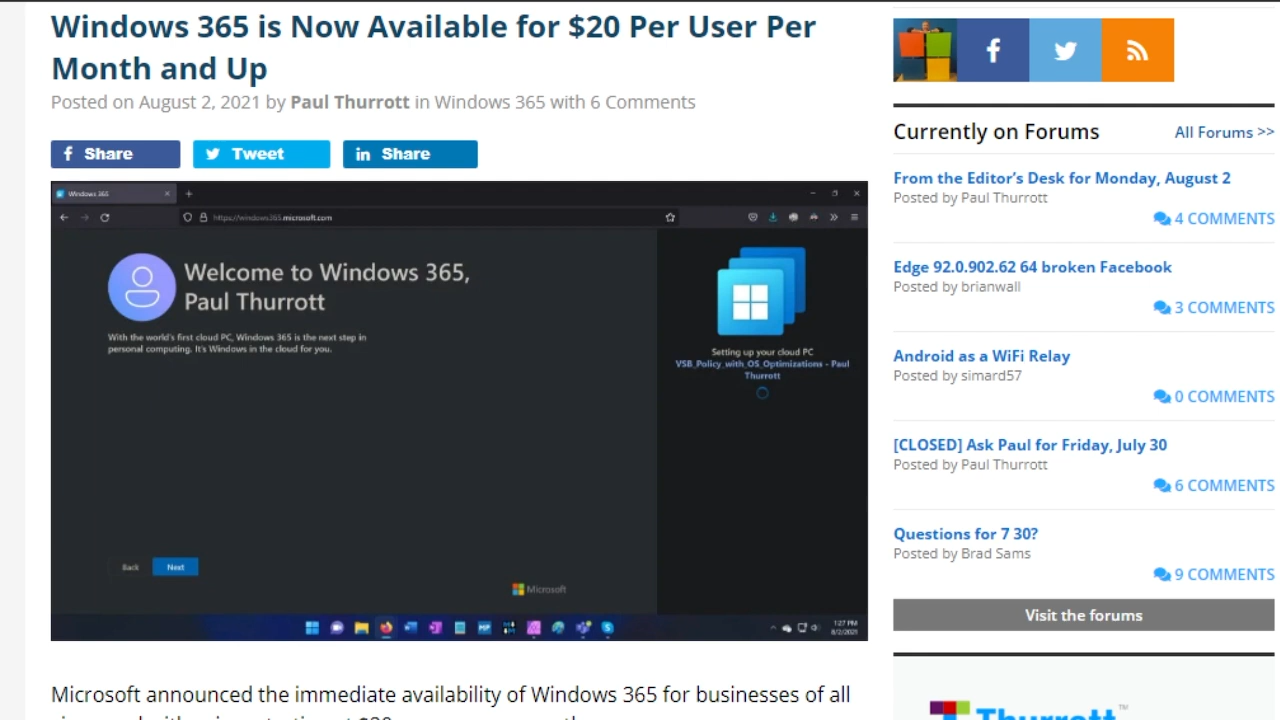 Windows 365 is Now Available for $20 Per User Per
Month and Up
Posted on August 2, 2021 by Paul Thurrott in Windows 365 with 6 Comments
Share
Tweet
Share
Windows 365
https://windows365.microsoft.com
Welcome to Windows 365,
Paul Thurrott
With the world's first cloud PC, Windows 365 is the next step in
personal computing. It's Windows in the cloud for you.
Setting up your cloud PC
VSB_Policy_with_OS_Optimizations - Paul
Thurrott
Back
Next
Microsoft
1:27 PM
8/2/2021
Microsoft announced the immediate availability of Windows 365 for businesses of all
Currently on Forums
All Forums >>
From the Editor's Desk for Monday, August 2
Posted by Paul Thurrott
4 COMMENTS
Edge 92.0.902.62 64 broken Facebook
Posted by brianwall
3 COMMENTS
Android as a WiFi Relay
Posted by simard57
0 COMMENTS
[CLOSED] Ask Paul for Friday, July 30
Posted by Paul Thurrott
6 COMMENTS
Questions for 7 30?
Posted by Brad Sams
9 COMMENTS
Visit the forums
Thurrott™